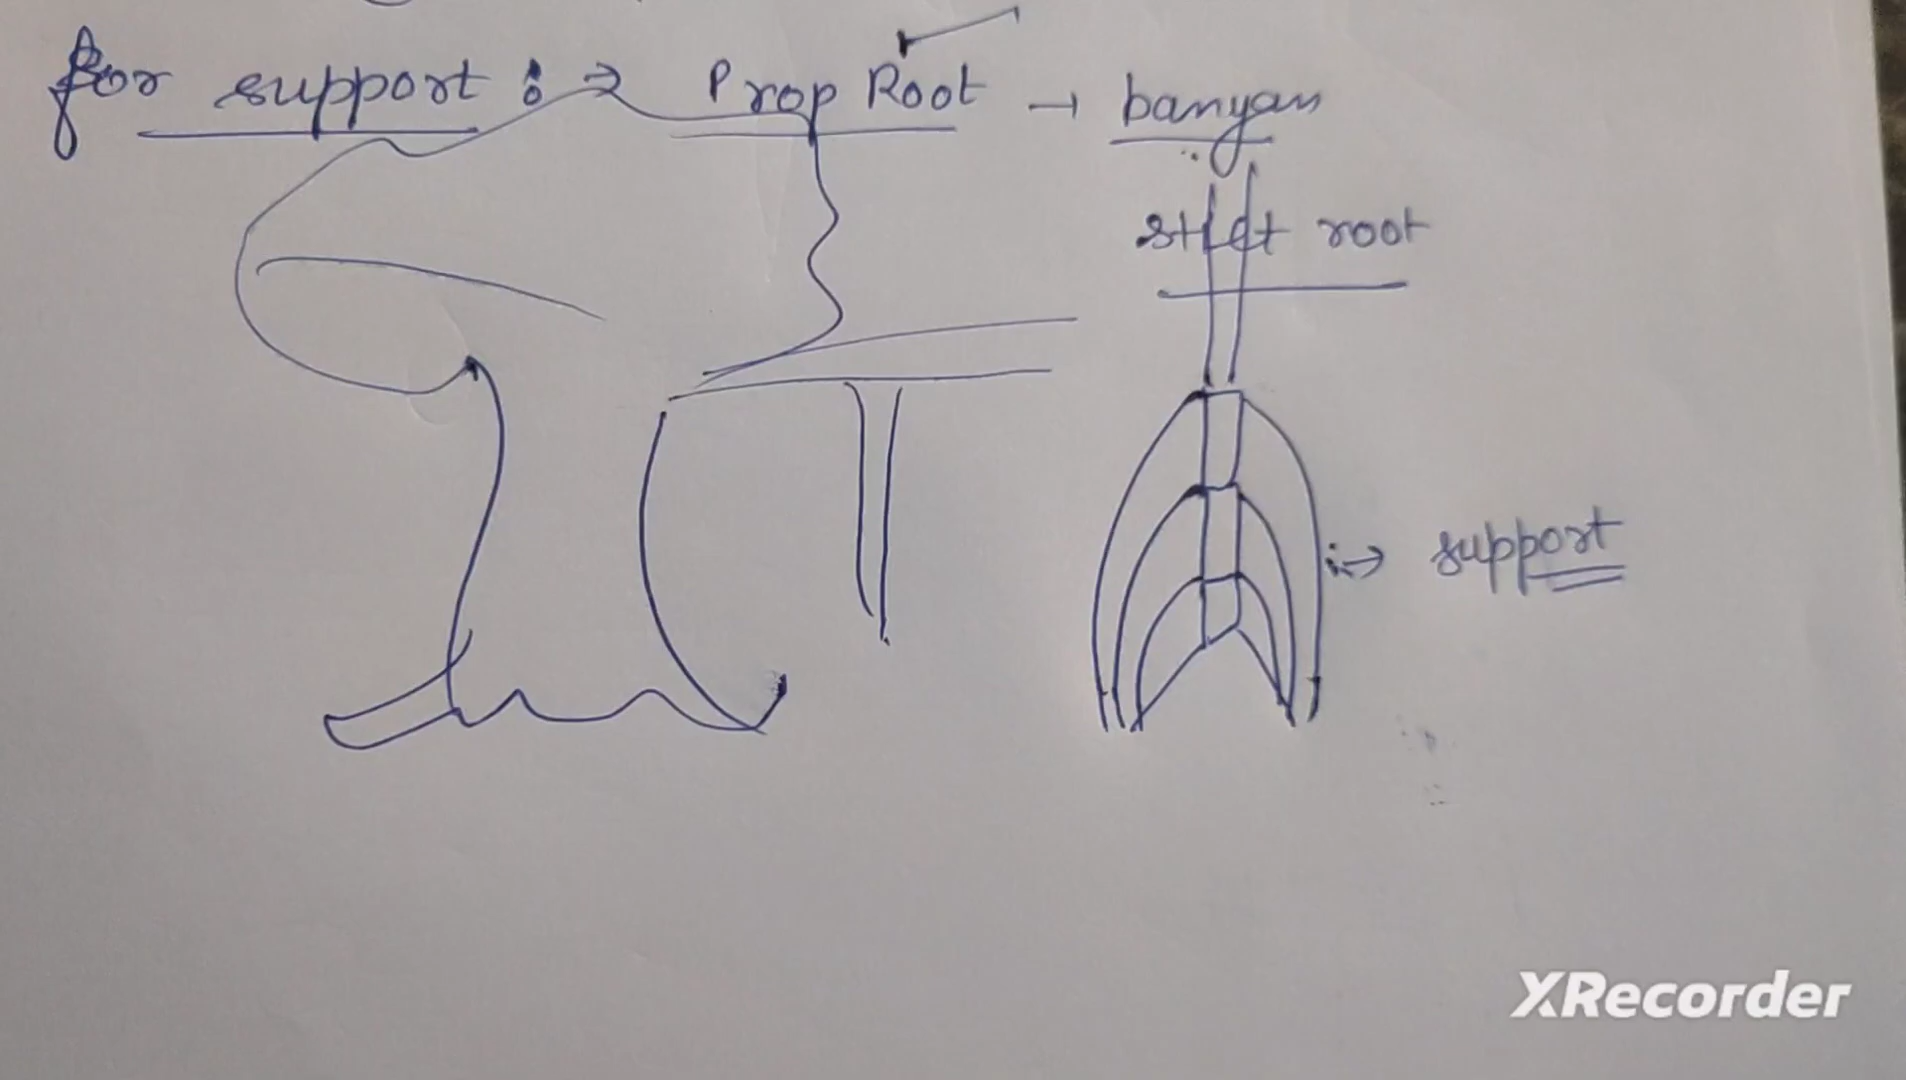 for support : → Prop Root → banyan
stilt root
:→ support
XRecorder